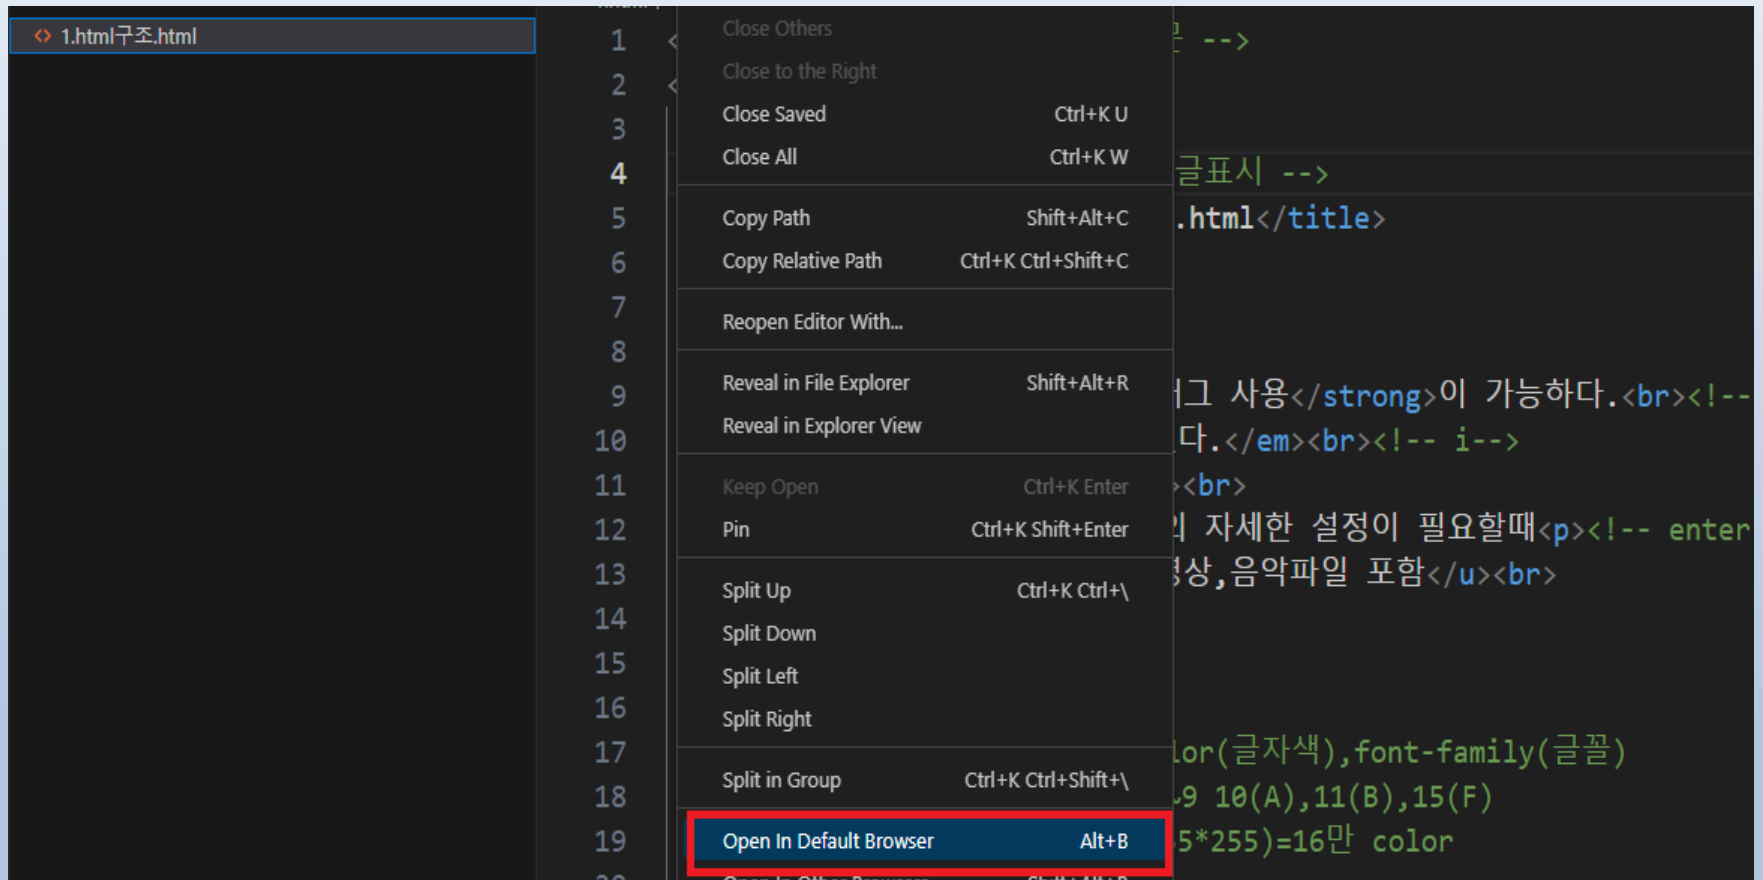 1.html구조.html
1 < -->
2 <
3
4 글표시 -->
5 .html</title>
6
7
8
9 그 사용</strong>이 가능하다.<br><!--
10 다.</em><br><!-- i-->
11 ><br>
12 자세한 설정이 필요할때<p><!-- enter
13 상,음악파일 포함</u><br>
14
15
16
17 lor(글자색),font-family(글꼴)
18 9 10(A),11(B),15(F)
19 5*255)=16만 color
Close Others
Close to the Right
Close Saved Ctrl+K U
Close All Ctrl+K W
Copy Path Shift+Alt+C
Copy Relative Path Ctrl+K Ctrl+Shift+C
Reopen Editor With...
Reveal in File Explorer Shift+Alt+R
Reveal in Explorer View
Keep Open Ctrl+K Enter
Pin Ctrl+K Shift+Enter
Split Up Ctrl+K Ctrl+\
Split Down
Split Left
Split Right
Split in Group Ctrl+K Ctrl+Shift+\
Open In Default Browser Alt+B